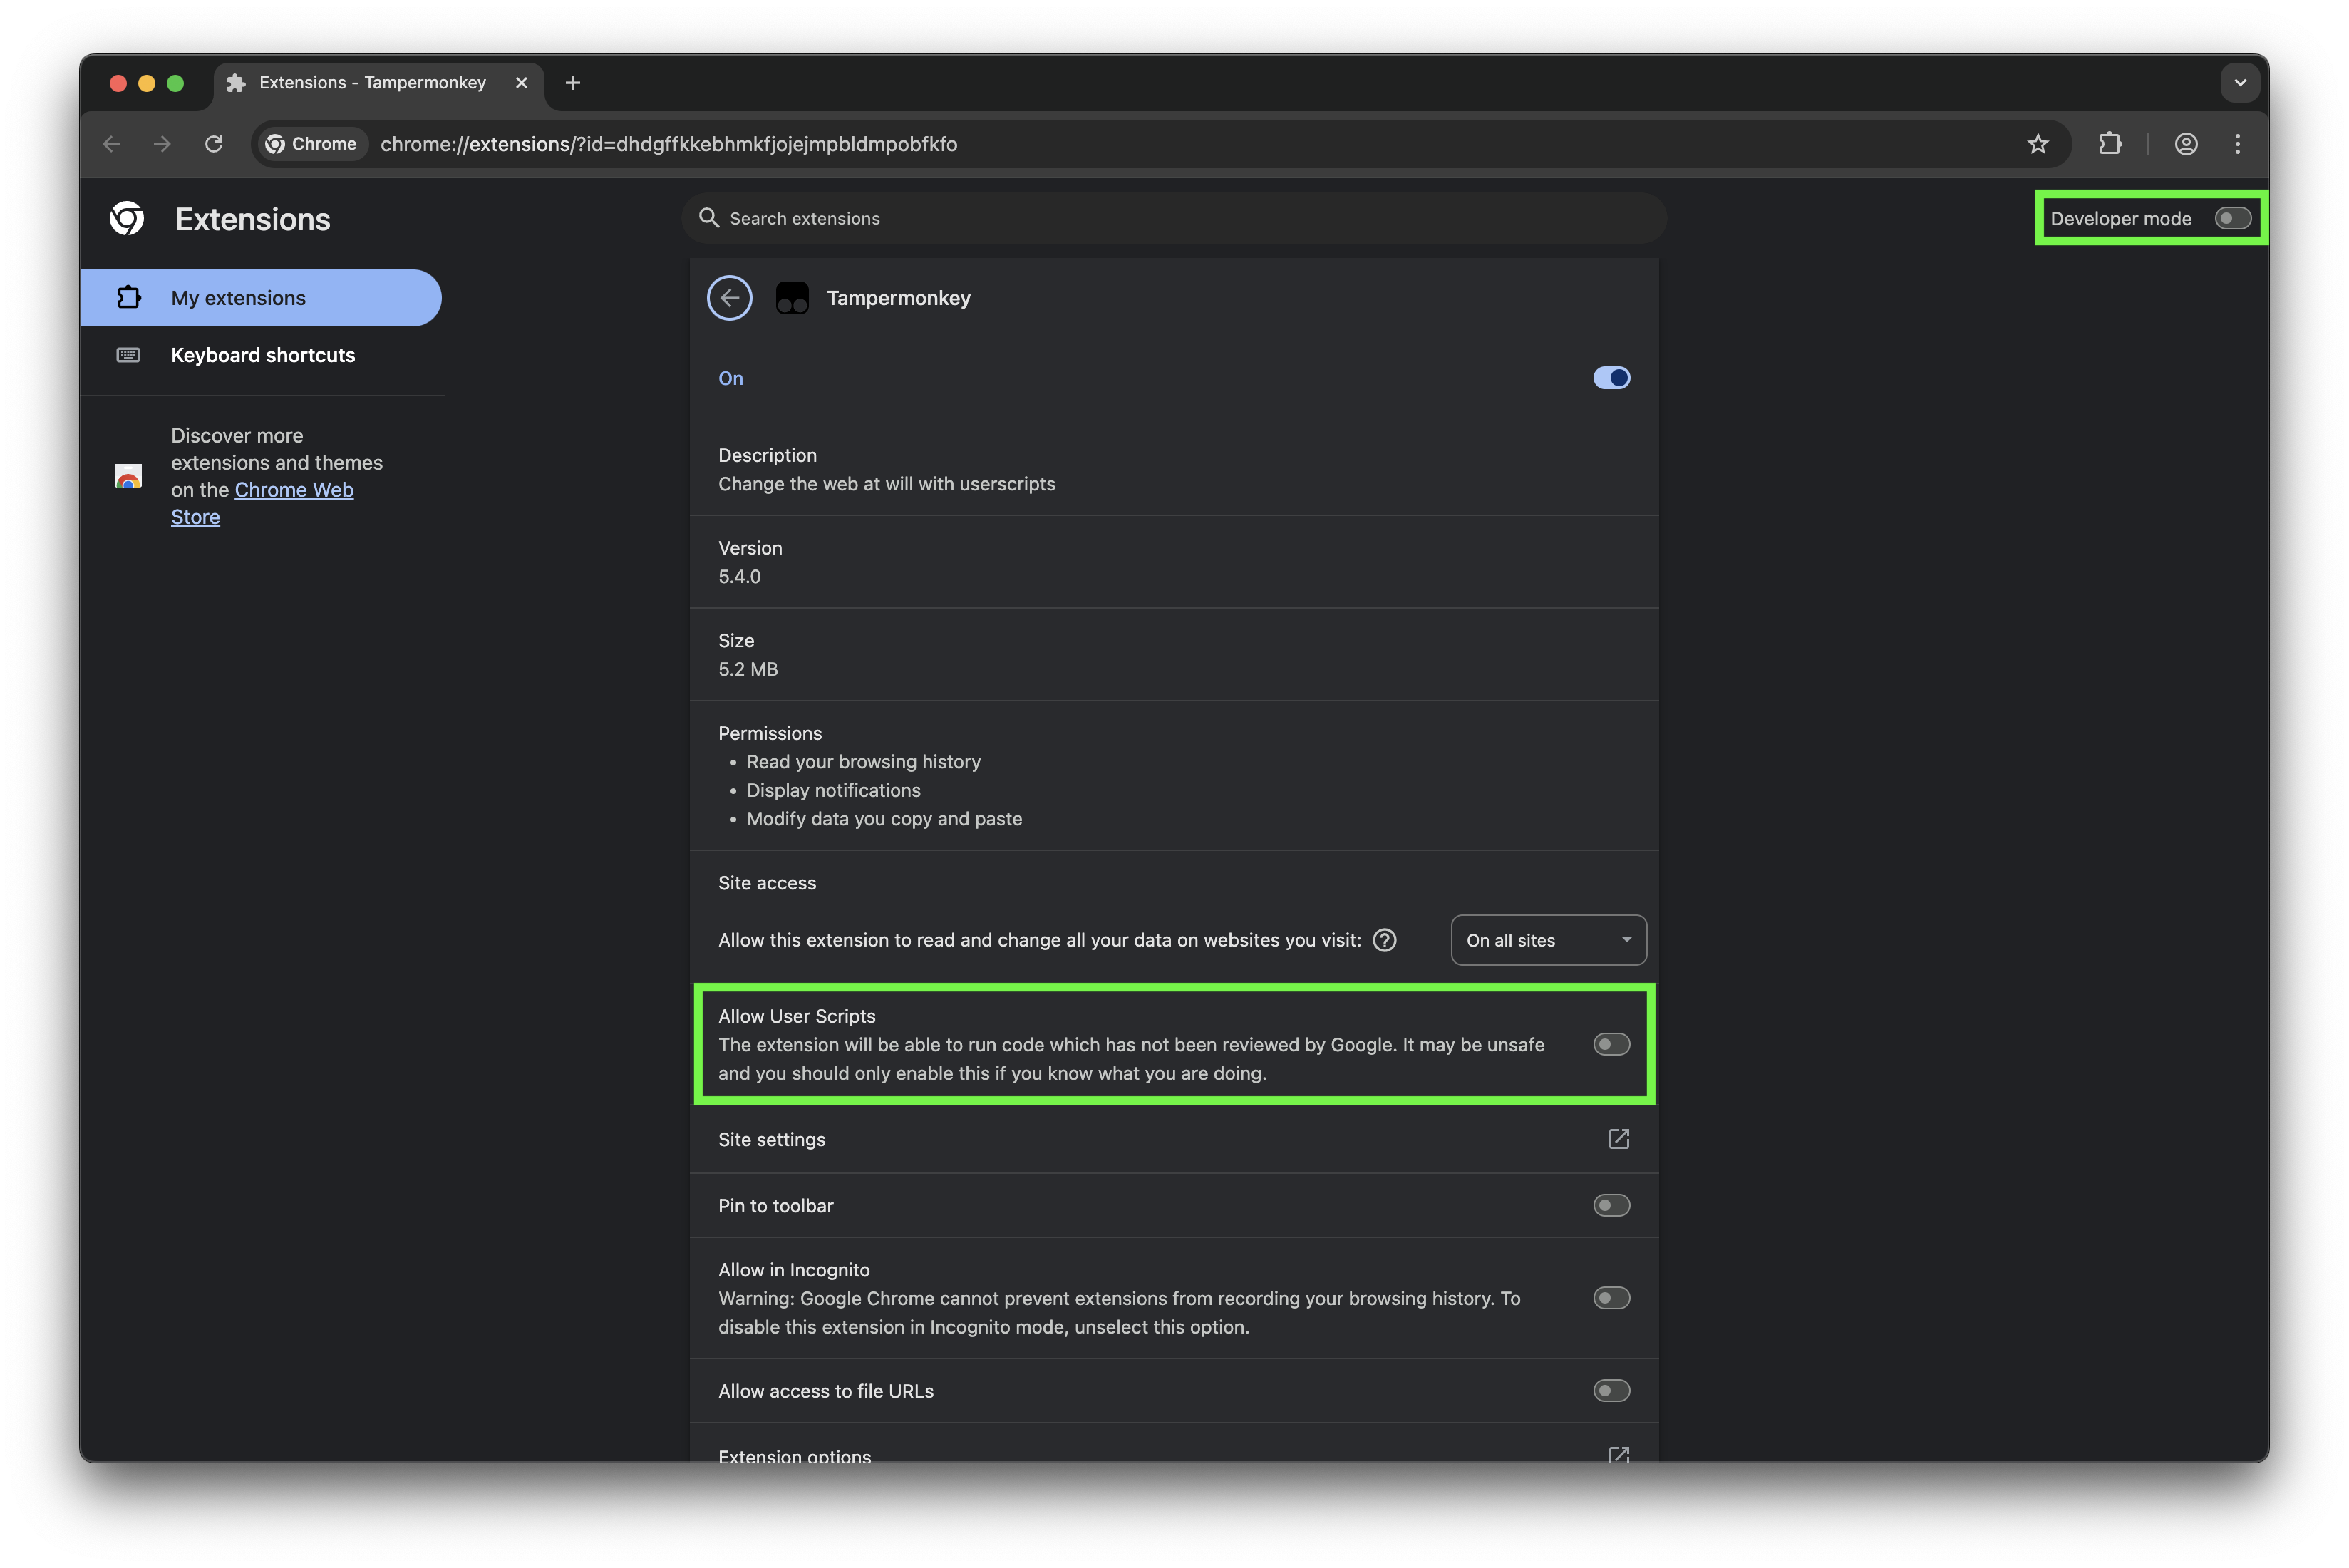 Extensions - Tampermonkey
Chrome
chrome://extensions/?id=dhdgffkkebhmkfjojejmpbldmpobfkfo
Extensions
Search extensions
Developer mode
My extensions
Keyboard shortcuts
Discover more
extensions and themes
on the Chrome Web
Store
Tampermonkey
On
Description
Change the web at will with userscripts
Version
5.4.0
Size
5.2 MB
Permissions
• Read your browsing history
• Display notifications
• Modify data you copy and paste
Site access
Allow this extension to read and change all your data on websites you visit:
On all sites
Allow User Scripts
The extension will be able to run code which has not been reviewed by Google. It may be unsafe
and you should only enable this if you know what you are doing.
Site settings
Pin to toolbar
Allow in Incognito
Warning: Google Chrome cannot prevent extensions from recording your browsing history. To
disable this extension in Incognito mode, unselect this option.
Allow access to file URLs
Extension options